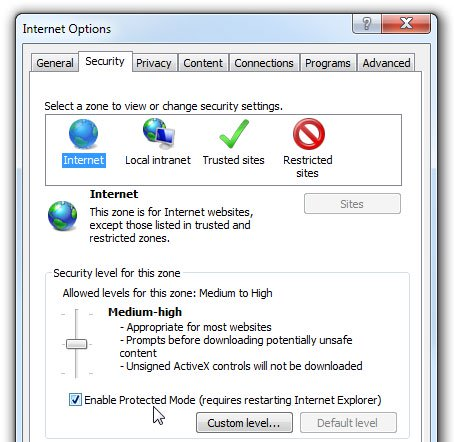 Internet Options
General Security Privacy Content Connections Programs Advanced
Select a zone to view or change security settings.
Internet Local intranet Trusted sites Restricted
sites
Internet
This zone is for Internet websites,
except those listed in trusted and
restricted zones.
Sites
Security level for this zone
Allowed levels for this zone: Medium to High
Medium-high
- Appropriate for most websites
- Prompts before downloading potentially unsafe
content
- Unsigned ActiveX controls will not be downloaded
Enable Protected Mode (requires restarting Internet Explorer)
Custom level... Default level